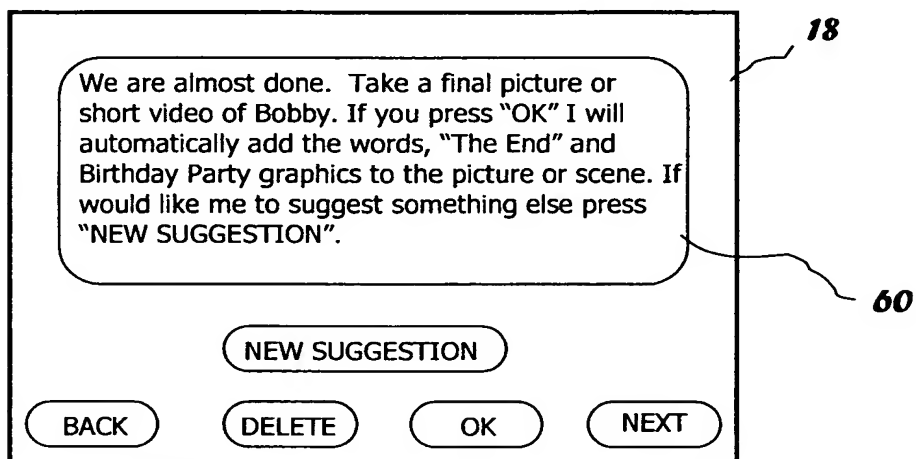 18
We are almost done. Take a final picture or
short video of Bobby. If you press “OK” I will
automatically add the words, “The End” and
Birthday Party graphics to the picture or scene. If
would like me to suggest something else press
“NEW SUGGESTION”.
60
NEW SUGGESTION
BACK DELETE OK NEXT